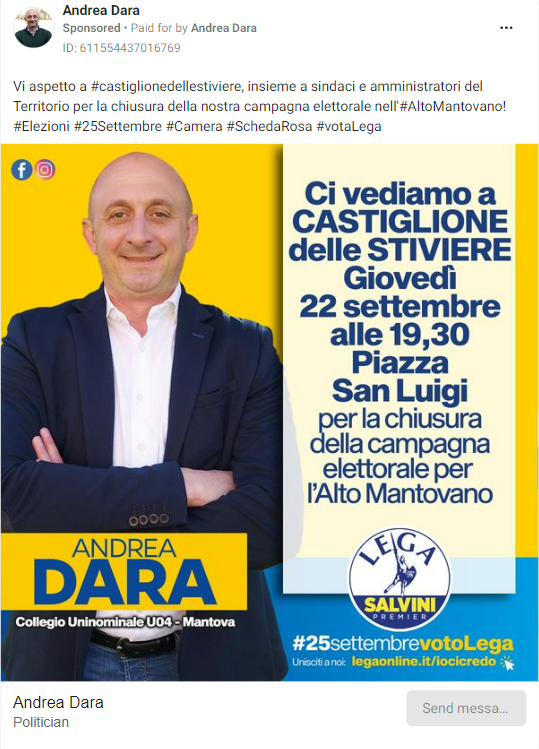 Andrea Dara
Sponsored • Paid for by Andrea Dara
ID: 611554437016769
Vi aspetto a #castiglionedellestiviere, insieme a sindaci e amministratori del
Territorio per la chiusura della nostra campagna elettorale nell'#AltoMantovano!
#Elezioni #25Settembre #Camera #SchedaRosa #votaLega
Ci vediamo a
CASTIGLIONE
delle STIVIERE
Giovedì
22 settembre
alle 19,30
Piazza
San Luigi
per la chiusura
della campagna
elettorale per
l'Alto Mantovano
ANDREA
DARA
Collegio Uninominale U04 - Mantova
LEGA
SALVINI
PREMIER
#25settembrevotoLega
Unisciti a noi: legaonline.it/iocicredo
Andrea Dara
Politician
Send messa...